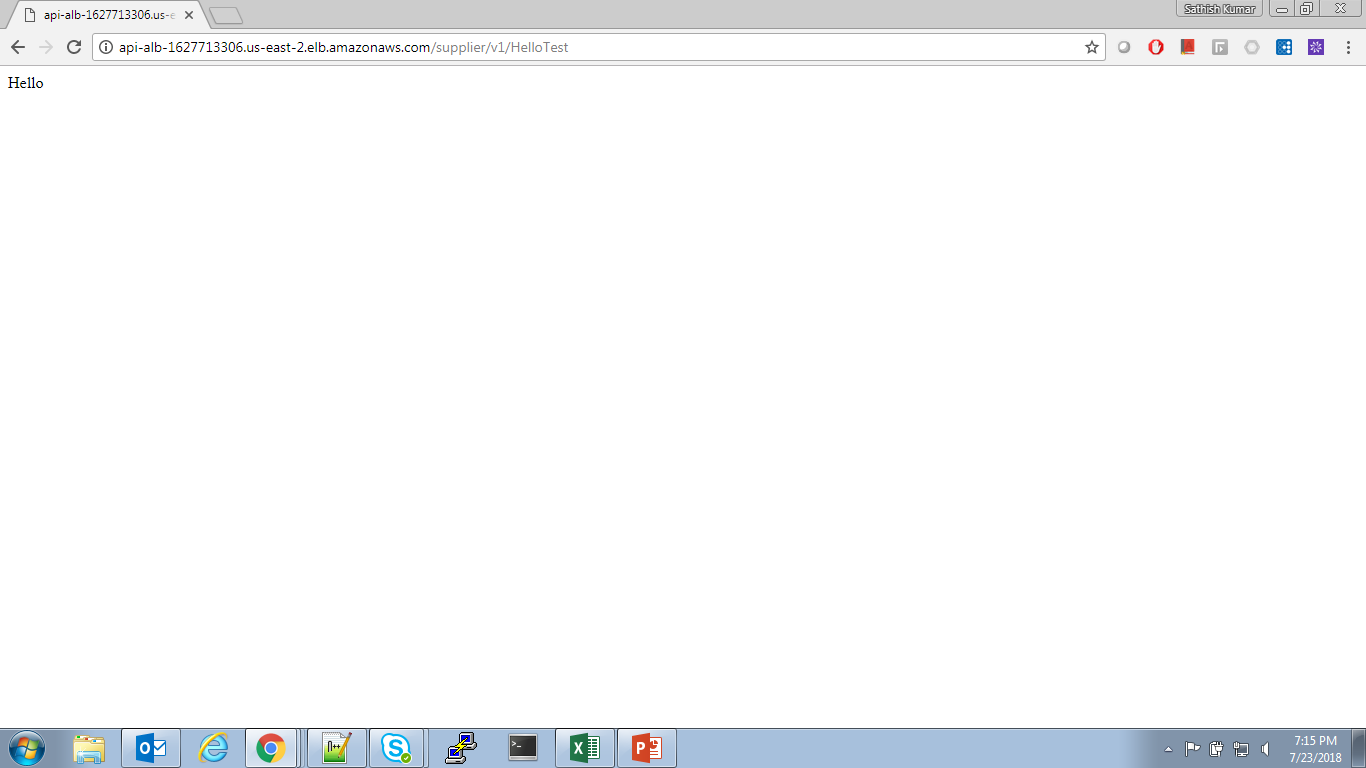 api-alb-1627713306.us-e
Sathish Kumar
api-alb-1627713306.us-east-2.elb.amazonaws.com/supplier/v1/HelloTest
Hello
7:15 PM
7/23/2018